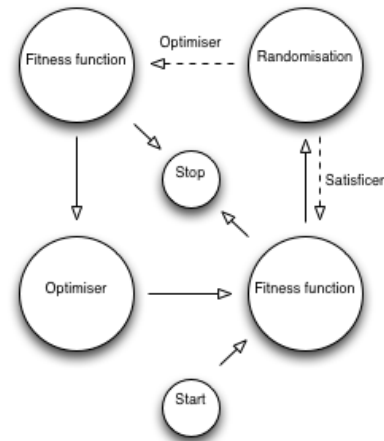 Fitness function
Optimiser
Randomisation
Stop
Satisficer
Optimiser
Fitness function
Start